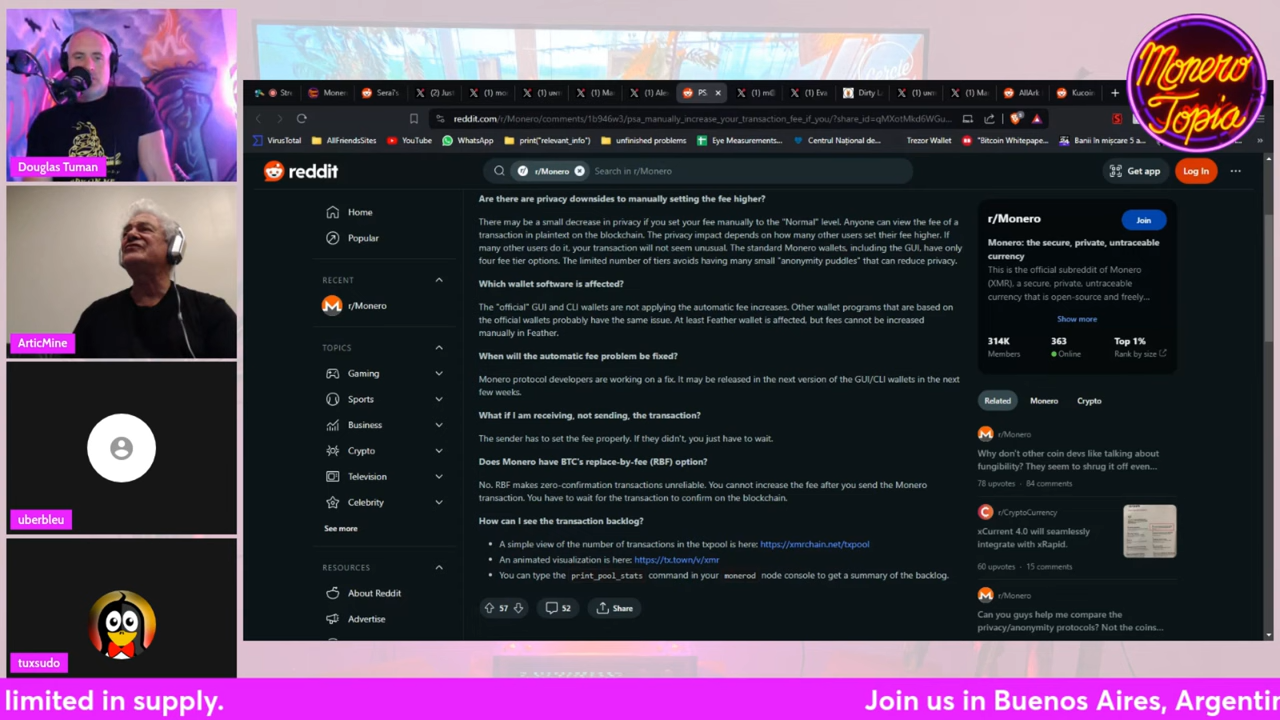 Douglas Tuman
ArticMine
uberbleu
tuxsudo
Monero
Topia
Monero
Serai's
(2) Just
PS.
Dirty L
AllArk
Kucoin
reddit.com/r/Monero/comments/1b946w3/psa_manually_increase_your_transaction_fee_if_you/?share_id=qMXotMkd6WGu...
VirusTotal
AllFriendsSites
YouTube
WhatsApp
print("relevant_info")
unfinished problems
Eye Measurements...
Centrul Național de...
Trezor Wallet
"Bitcoin Whitepape...
Banii în mișcare 5 a...
reddit
r/Monero
Search in r/Monero
Get app
Log In
Home
Popular
RECENT
r/Monero
TOPICS
Gaming
Sports
Business
Crypto
Television
Celebrity
See more
RESOURCES
About Reddit
Advertise
Are there are privacy downsides to manually setting the fee higher?
There may be a small decrease in privacy if you set your fee manually to the "Normal" level. Anyone can view the fee of a
transaction in plaintext on the blockchain. The privacy impact depends on how many other users set their fee higher. If
many other users do it, your transaction will not seem unusual. The standard Monero wallets, including the GUI, have only
four fee tier options. The limited number of tiers avoids having many small "anonymity puddles" that can reduce privacy.
Which wallet software is affected?
The "official" GUI and CLI wallets are not applying the automatic fee increases. Other wallet programs that are based on
the official wallets probably have the same issue. At least Feather wallet is affected, but fees cannot be increased
manually in Feather.
When will the automatic fee problem be fixed?
Monero protocol developers are working on a fix. It may be released in the next version of the GUI/CLI wallets in the next
few weeks.
What if I am receiving, not sending, the transaction?
The sender has to set the fee properly. If they didn't, you just have to wait.
Does Monero have BTC's replace-by-fee (RBF) option?
No. RBF makes zero-confirmation transactions unreliable. You cannot increase the fee after you send the Monero
transaction. You have to wait for the transaction to confirm on the blockchain.
How can I see the transaction backlog?
A simple view of the number of transactions in the txpool is here: https://xmrchain.net/txpool
An animated visualization is here: https://tx.town/v/xmr
You can type the print_pool_stats command in your monerod node console to get a summary of the backlog.
57
52
Share
r/Monero
Join
Monero: the secure, private, untraceable
currency
This is the official subreddit of Monero
(XMR), a secure, private, untraceable
currency that is open-source and freely...
Show more
314K
363
Top 1%
Members
Online
Rank by size
Related
Monero
Crypto
r/Monero
Why don't other coin devs like talking about
fungibility? They seem to shrug it off even...
78 upvotes · 84 comments
r/CryptoCurrency
xCurrent 4.0 will seamlessly
integrate with xRapid.
60 upvotes · 15 comments
r/Monero
Can you guys help me compare the
privacy/anonymity protocols? Not the coins...
limited in supply.
Join us in Buenos Aires, Argentin